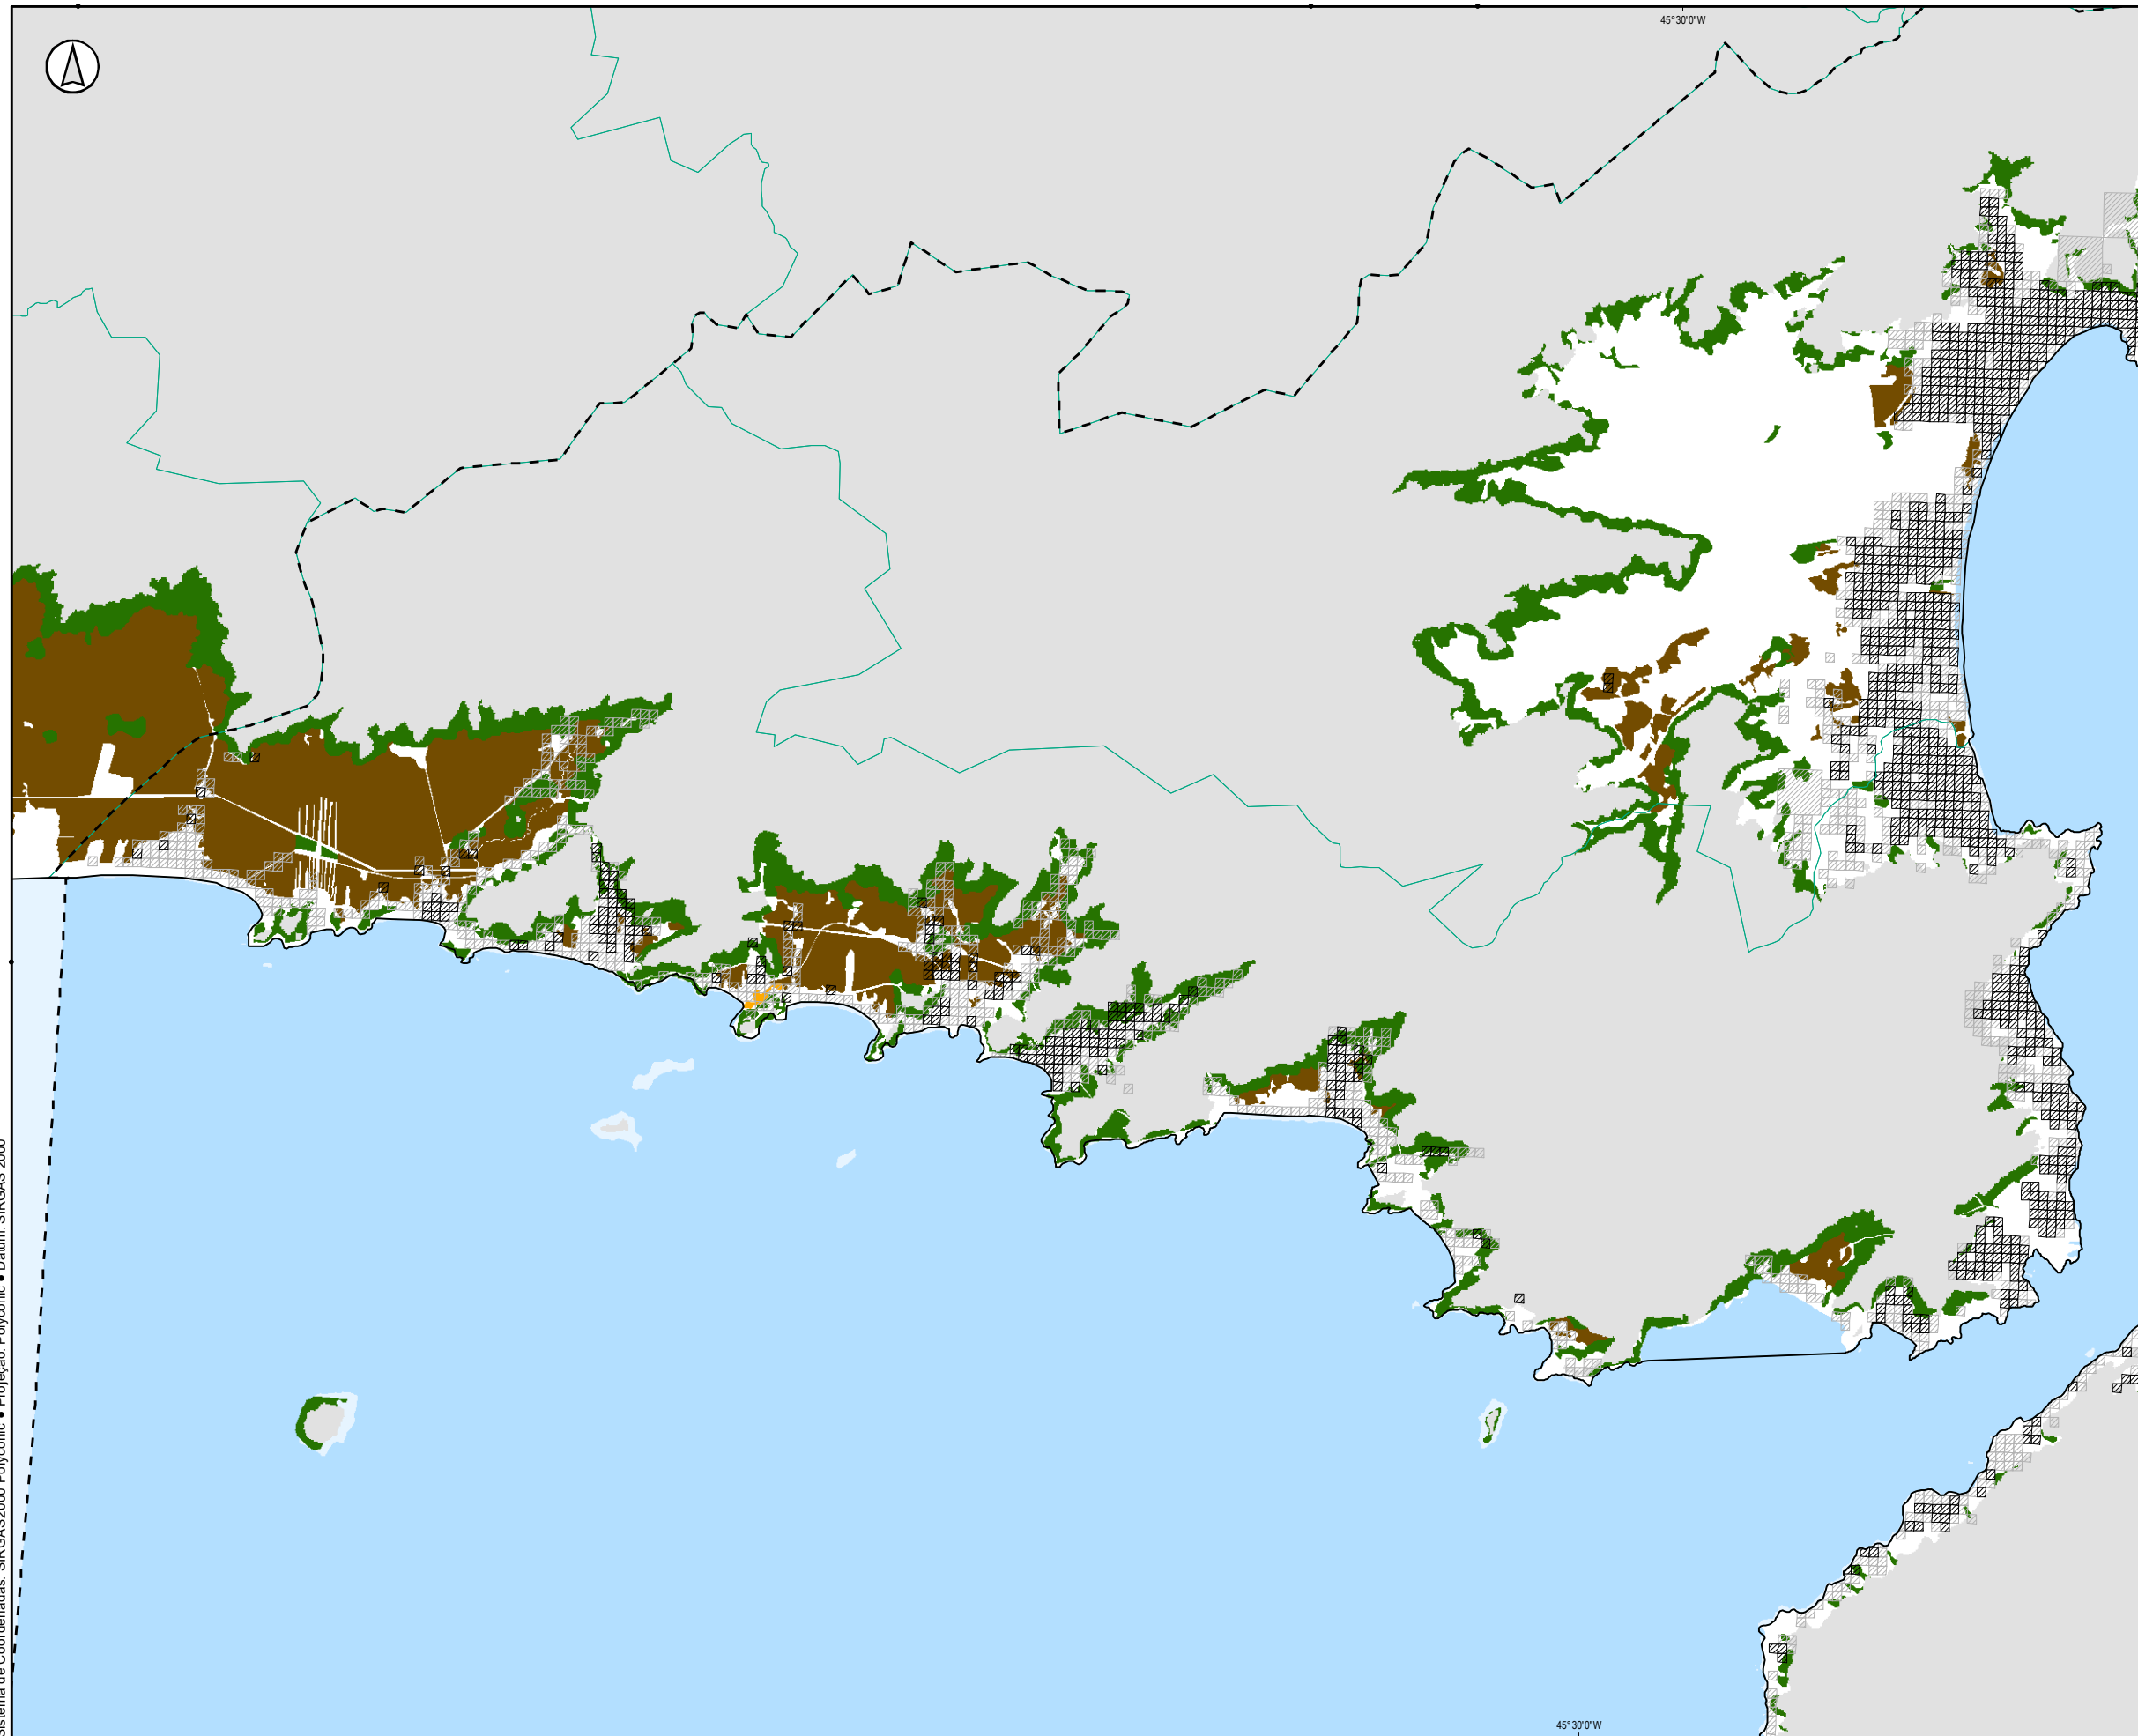 45°30'0"W
Sistema de Coordenadas: SIRGAS2000 Polyconic ● Projeção: Polyconic ● Datum: SIRGAS 2000
45°30'0"W